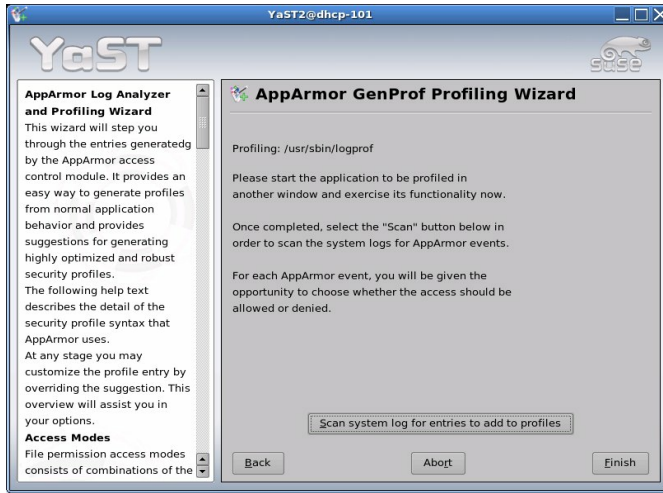 YaST2@dhcp-101
YaST
suse
AppArmor Log Analyzer
and Profiling Wizard
This wizard will step you
through the entries generatedg
by the AppArmor access
control module. It provides an
easy way to generate profiles
from normal application
behavior and provides
suggestions for generating
highly optimized and robust
security profiles.
The following help text
describes the detail of the
security profile syntax that
AppArmor uses.
At any stage you may
customize the profile entry by
overriding the suggestion. This
overview will assist you in
your options.
Access Modes
File permission access modes
consists of combinations of the
AppArmor GenProf Profiling Wizard
Profiling: /usr/sbin/logprof
Please start the application to be profiled in
another window and exercise its functionality now.
Once completed, select the "Scan" button below in
order to scan the system logs for AppArmor events.
For each AppArmor event, you will be given the
opportunity to choose whether the access should be
allowed or denied.
Scan system log for entries to add to profiles
Back
Abort
Finish